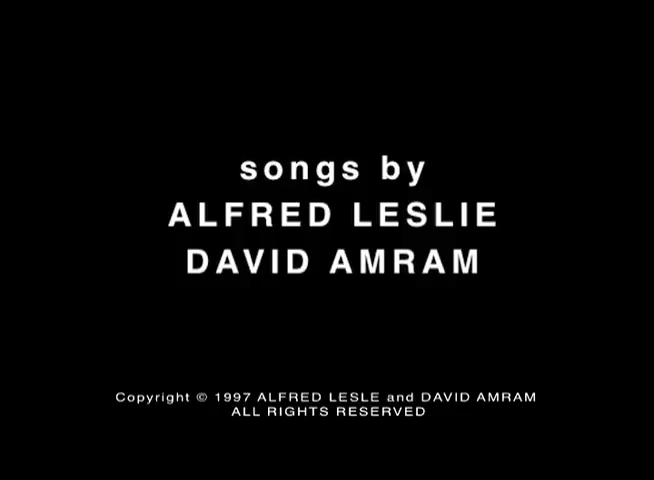 songs by
ALFRED LESLIE
DAVID AMRAM
Copyright © 1997 ALFRED LESLE and DAVID AMRAM
ALL RIGHTS RESERVED